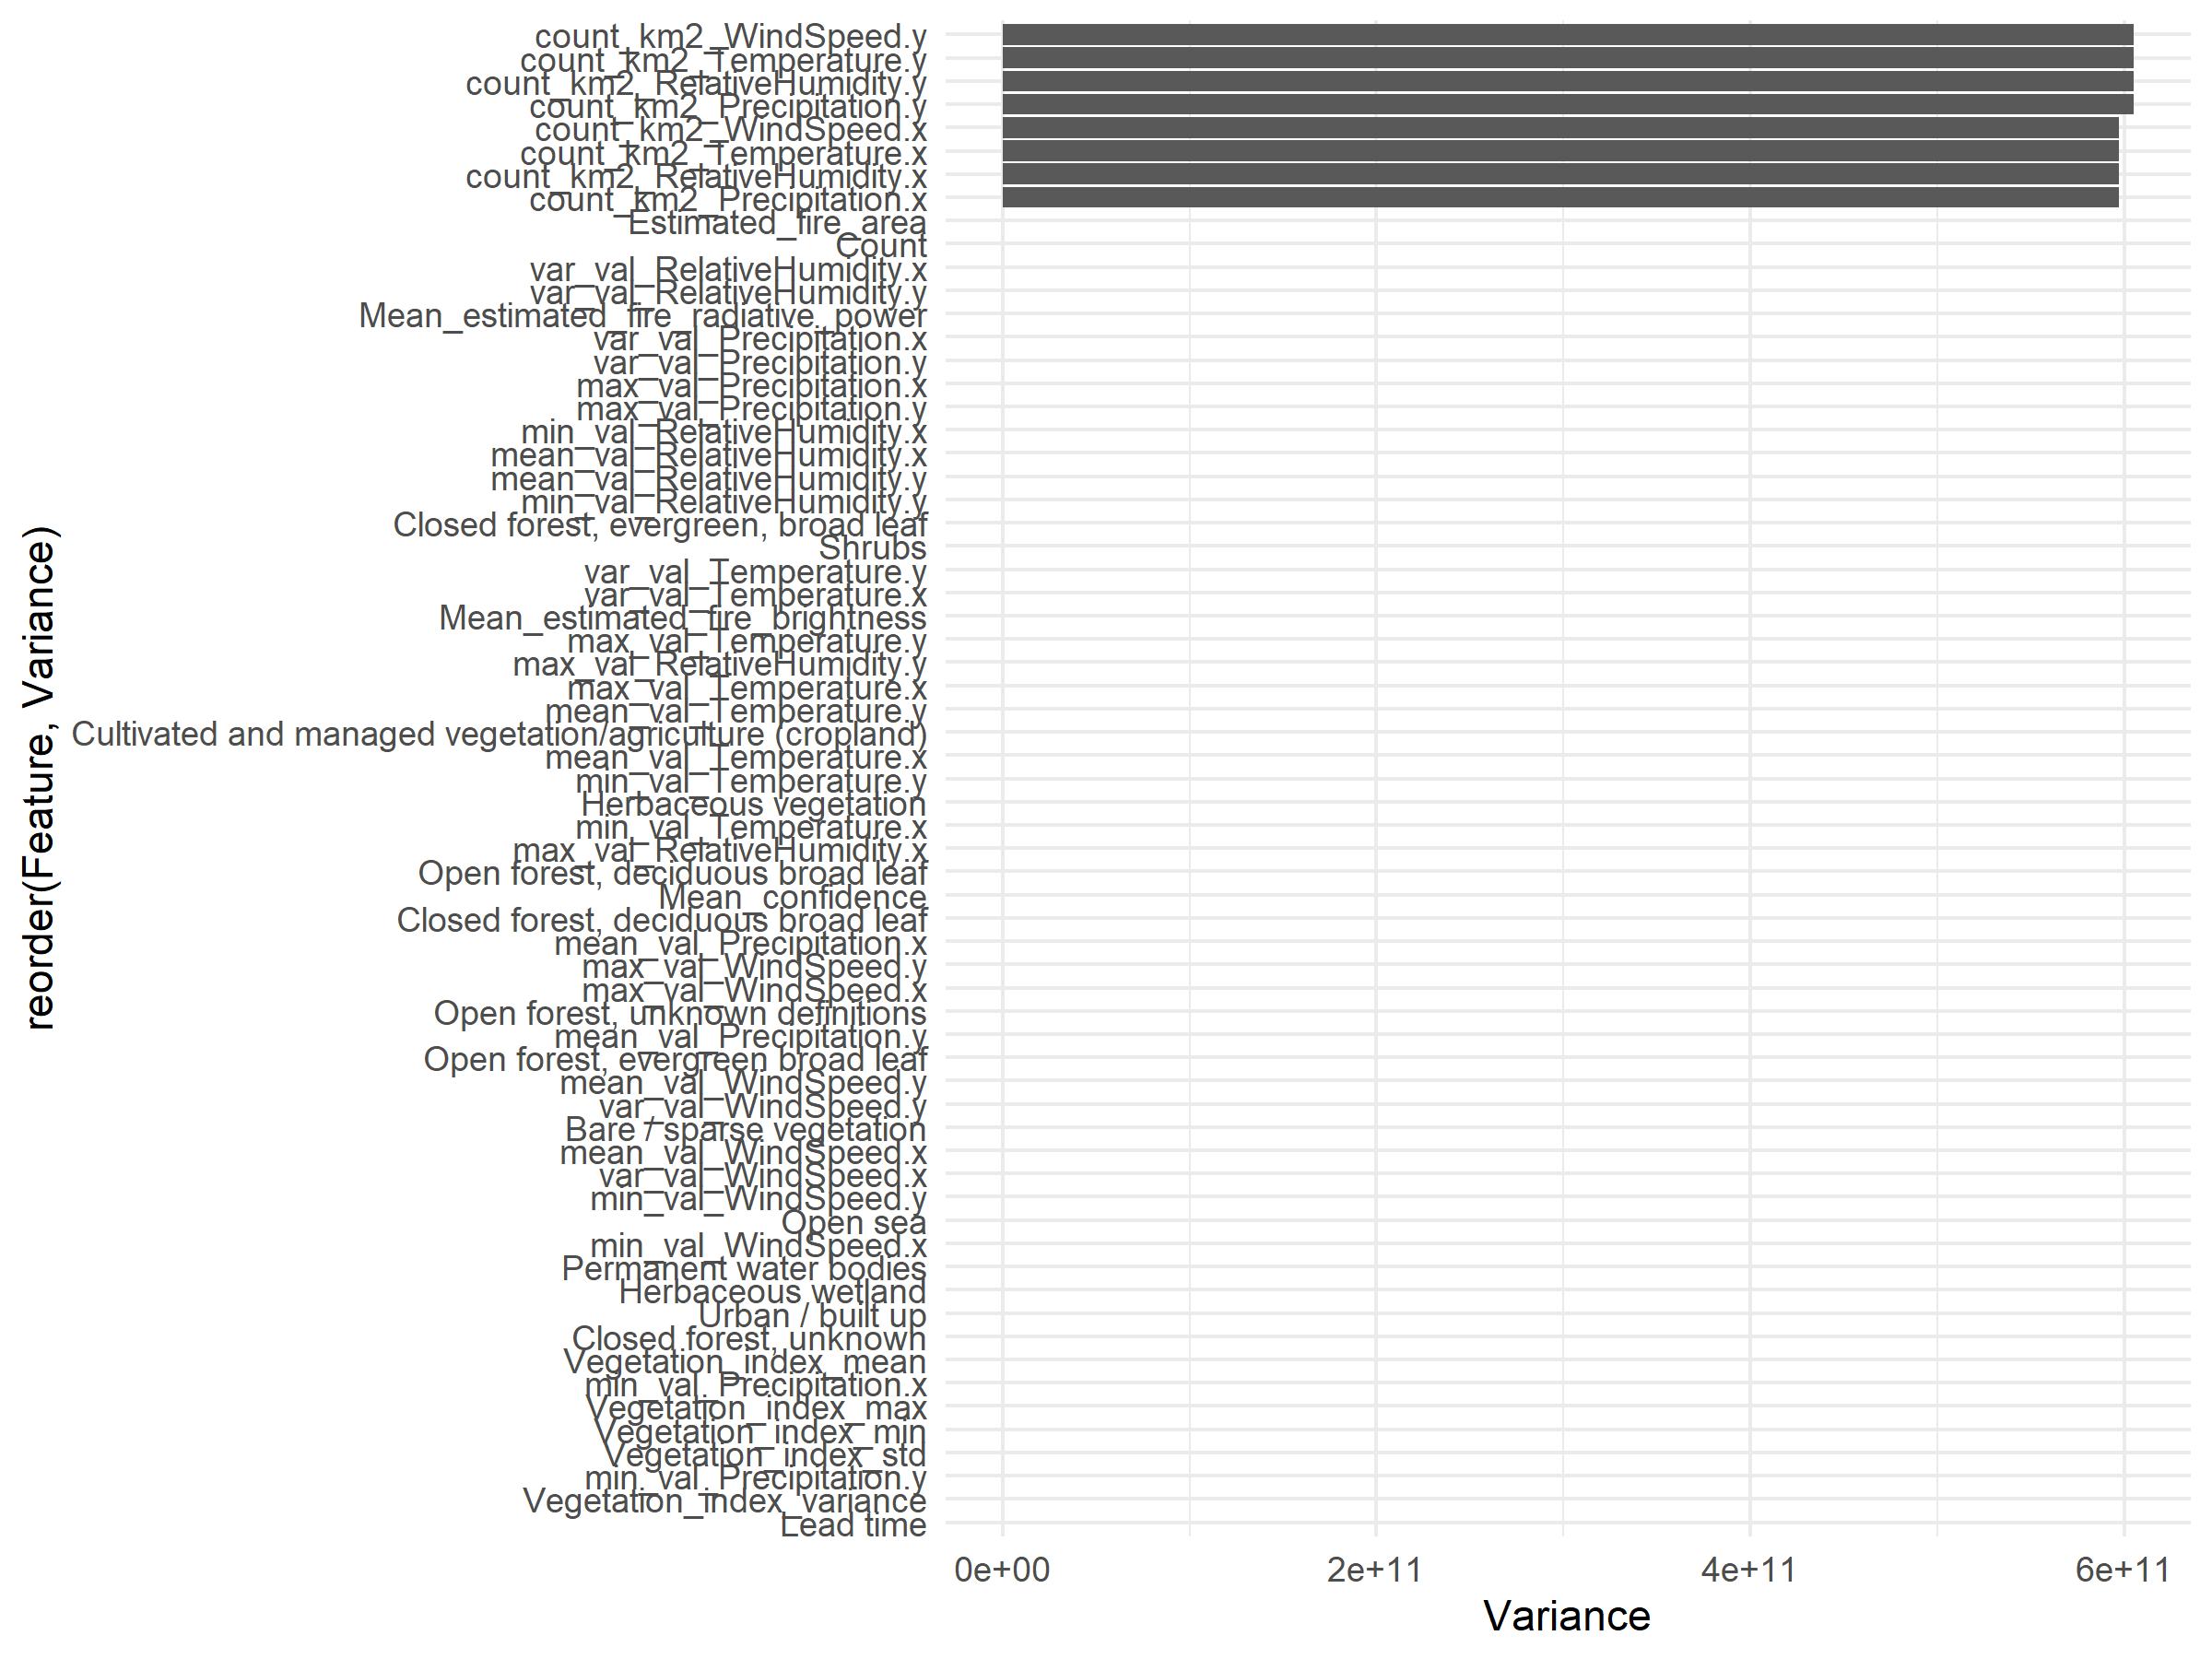 count_km2_WindSpeed.y
count_km2_Temperature.y
count_km2_RelativeHumidity.y
count_km2_Precipitation.y
count_km2_WindSpeed.x
count_km2_Temperature.x
count_km2_RelativeHumidity.x
count_km2_Precipitation.x
Estimated_fire_area
Count
var_val_RelativeHumidity.x
var_val_RelativeHumidity.y
Mean_estimated_fire_radiative_power
var_val_Precipitation.x
var_val_Precipitation.y
max_val_Precipitation.x
max_val_Precipitation.y
min_val_RelativeHumidity.x
mean_val_RelativeHumidity.x
mean_val_RelativeHumidity.y
min_val_RelativeHumidity.y
Closed forest, evergreen, broad leaf
Shrubs
var_val_Temperature.y
var_val_Temperature.x
Mean_estimated_fire_brightness
max_val_Temperature.y
max_val_RelativeHumidity.y
max_val_Temperature.x
mean_val_Temperature.y
Cultivated and managed vegetation/agriculture (cropland)
mean_val_Temperature.x
min_val_Temperature.y
Herbaceous vegetation
min_val_Temperature.x
max_val_RelativeHumidity.x
Open forest, deciduous broad leaf
Mean_confidence
Closed forest, deciduous broad leaf
mean_val_Precipitation.x
max_val_WindSpeed.y
max_val_WindSpeed.x
Open forest, unknown definitions
mean_val_Precipitation.y
Open forest, evergreen broad leaf
mean_val_WindSpeed.y
var_val_WindSpeed.y
Bare / sparse vegetation
mean_val_WindSpeed.x
var_val_WindSpeed.x
min_val_WindSpeed.y
Open sea
min_val_WindSpeed.x
Permanent water bodies
Herbaceous wetland
Urban / built up
Closed forest, unknown
Vegetation_index_mean
min_val_Precipitation.x
Vegetation_index_max
Vegetation_index_min
Vegetation_index_std
min_val_Precipitation.y
Vegetation_index_variance
Lead time
reorder(Feature, Variance)
0e+00 2e+11 4e+11 6e+11
Variance